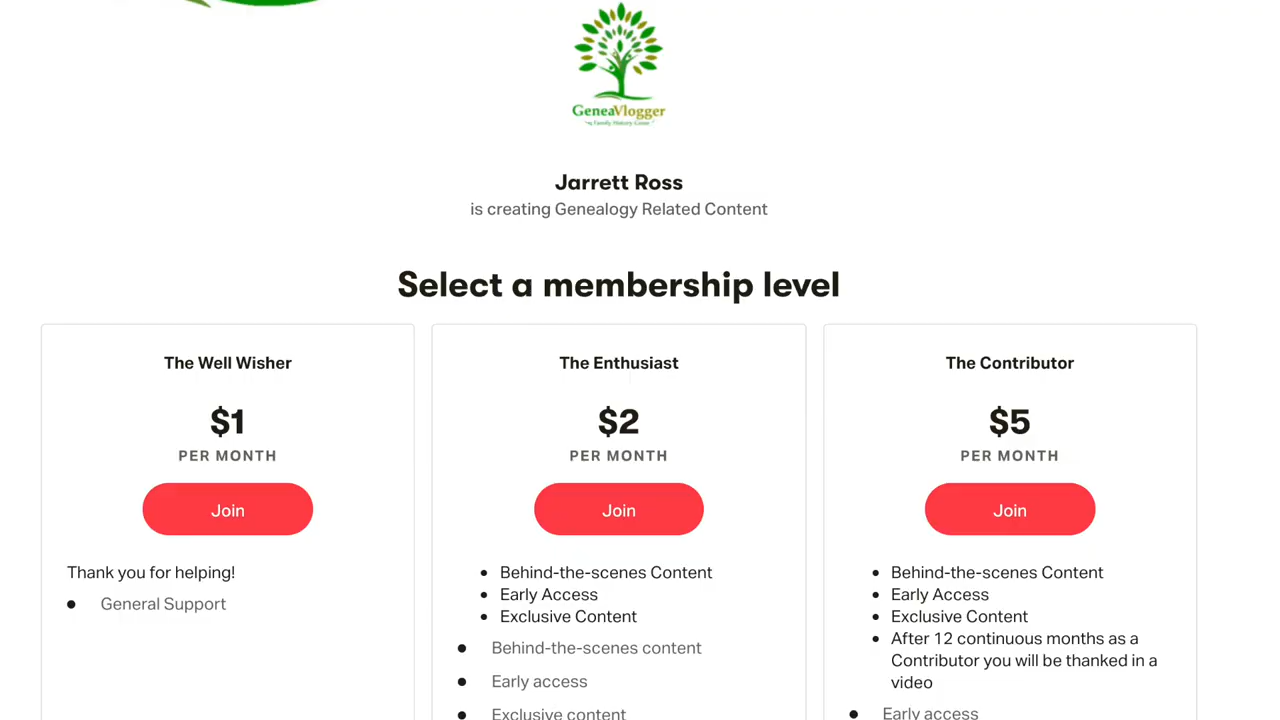 GeneaVlogger
Jarrett Ross
is creating Genealogy Related Content
Select a membership level
The Well Wisher
$1
PER MONTH
Join
Thank you for helping!
● General Support
The Enthusiast
$2
PER MONTH
Join
• Behind-the-scenes Content
• Early Access
• Exclusive Content
● Behind-the-scenes content
● Early access
● Exclusive content
The Contributor
$5
PER MONTH
Join
• Behind-the-scenes Content
• Early Access
• Exclusive Content
• After 12 continuous months as a
Contributor you will be thanked in a
video
● Early access